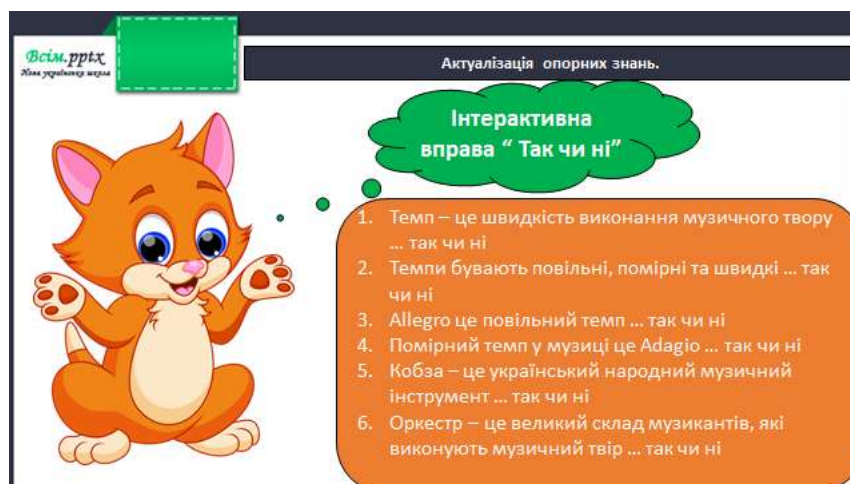 Всім.pptx
Нова українська школа
Актуалізація опорних знань.
Інтерактивна
вправа “ Так чи ні”
1. Темп – це швидкість виконання музичного твору
... так чи ні
2. Темпи бувають повільні, помірні та швидкі ... так
чи ні
3. Allegro це повільний темп ... так чи ні
4. Помірний темп у музиці це Adagio ... так чи ні
5. Кобза – це український народний музичний
інструмент ... так чи ні
6. Оркестр – це великий склад музикантів, які
виконують музичний твір ... так чи ні